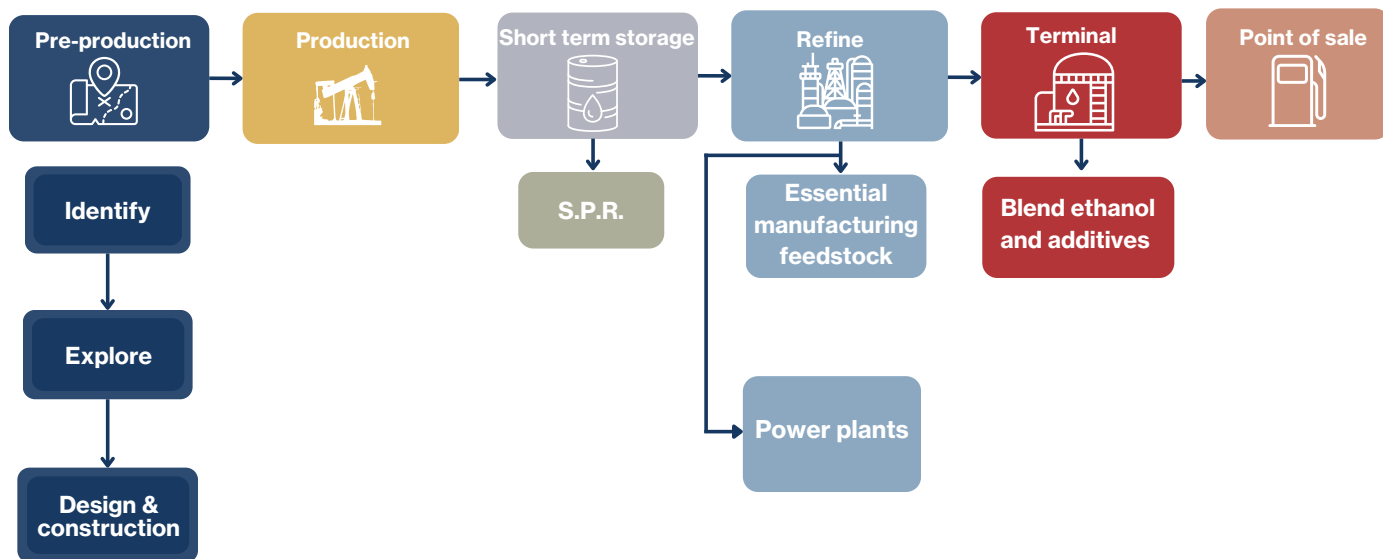 Pre-production
Production
Short term storage
Refine
Terminal
Point of sale
Identify
S.P.R.
Essential
manufacturing
feedstock
Blend ethanol
and additives
Explore
Power plants
Design &
construction